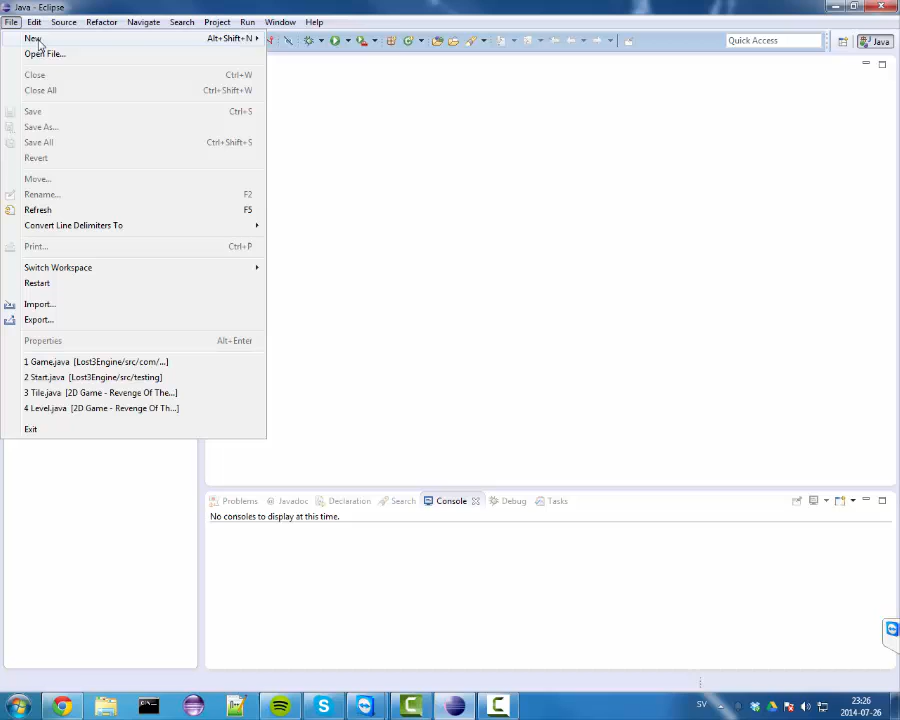 Java - Eclipse
File Edit Source Refactor Navigate Search Project Run Window Help
New Alt+Shift+N
Quick Access
Java
Open File...
Close Ctrl+W
Close All Ctrl+Shift+W
Save Ctrl+S
Save As...
Save All Ctrl+Shift+S
Revert
Move...
Rename... F2
Refresh F5
Convert Line Delimiters To
Print... Ctrl+P
Switch Workspace
Restart
Import...
Export...
Properties Alt+Enter
1 Game.java [Lost3Engine/src/com/...]
2 Start.java [Lost3Engine/src/testing]
3 Tile.java [2D Game - Revenge Of The...]
4 Level.java [2D Game - Revenge Of Th...]
Exit
Problems Javadoc Declaration Search Console Debug Tasks
No consoles to display at this time.
SV
23:26
2014-07-26